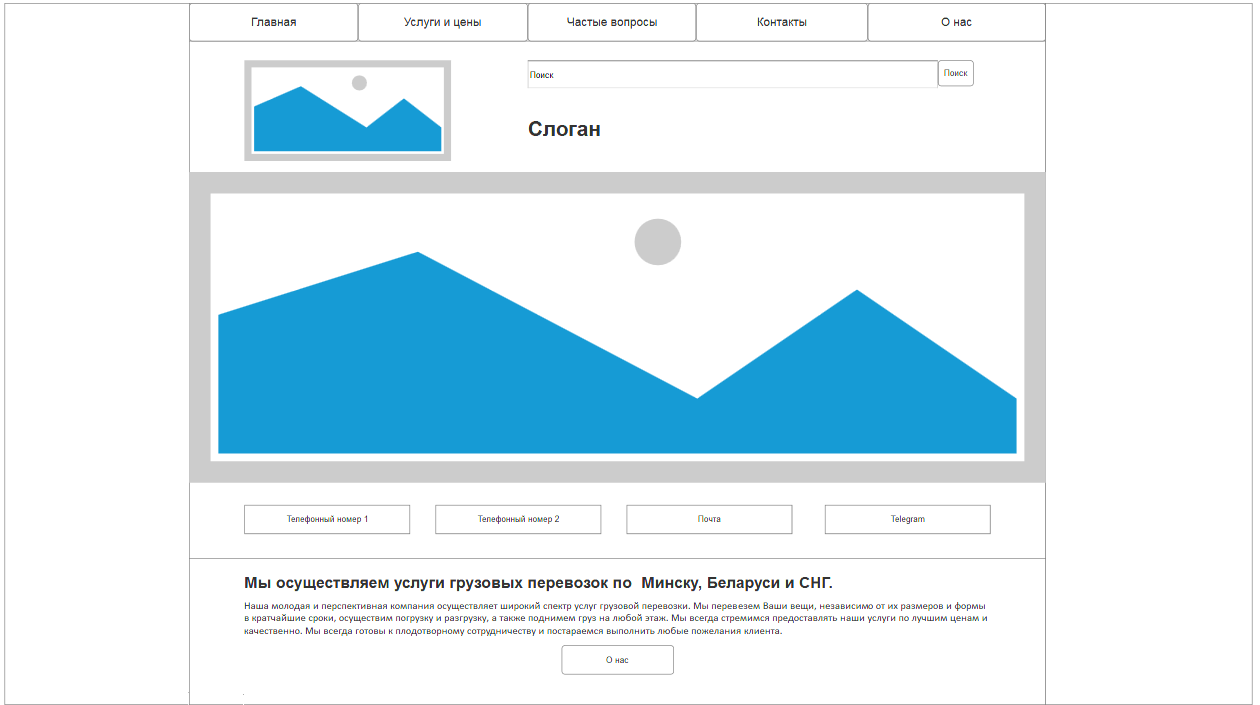 Главная Услуги и цены Частые вопросы Контакты О нас
Поиск Поиск
Слоган
Телефонный номер 1 Телефонный номер 2 Почта Telegram
Мы осуществляем услуги грузовых перевозок по  Минску, Беларуси и СНГ.
Наша молодая и перспективная компания осуществляет широкий спектр услуг грузовой перевозки. Мы перевезем Ваши вещи, независимо от их размеров и формы
в кратчайшие сроки, осуществим погрузку и разгрузку, а также поднимем груз на любой этаж. Мы всегда стремимся предоставлять наши услуги по лучшим ценам и
качественно. Мы всегда готовы к плодотворному сотрудничеству и постараемся выполнить любые пожелания клиента.
О нас